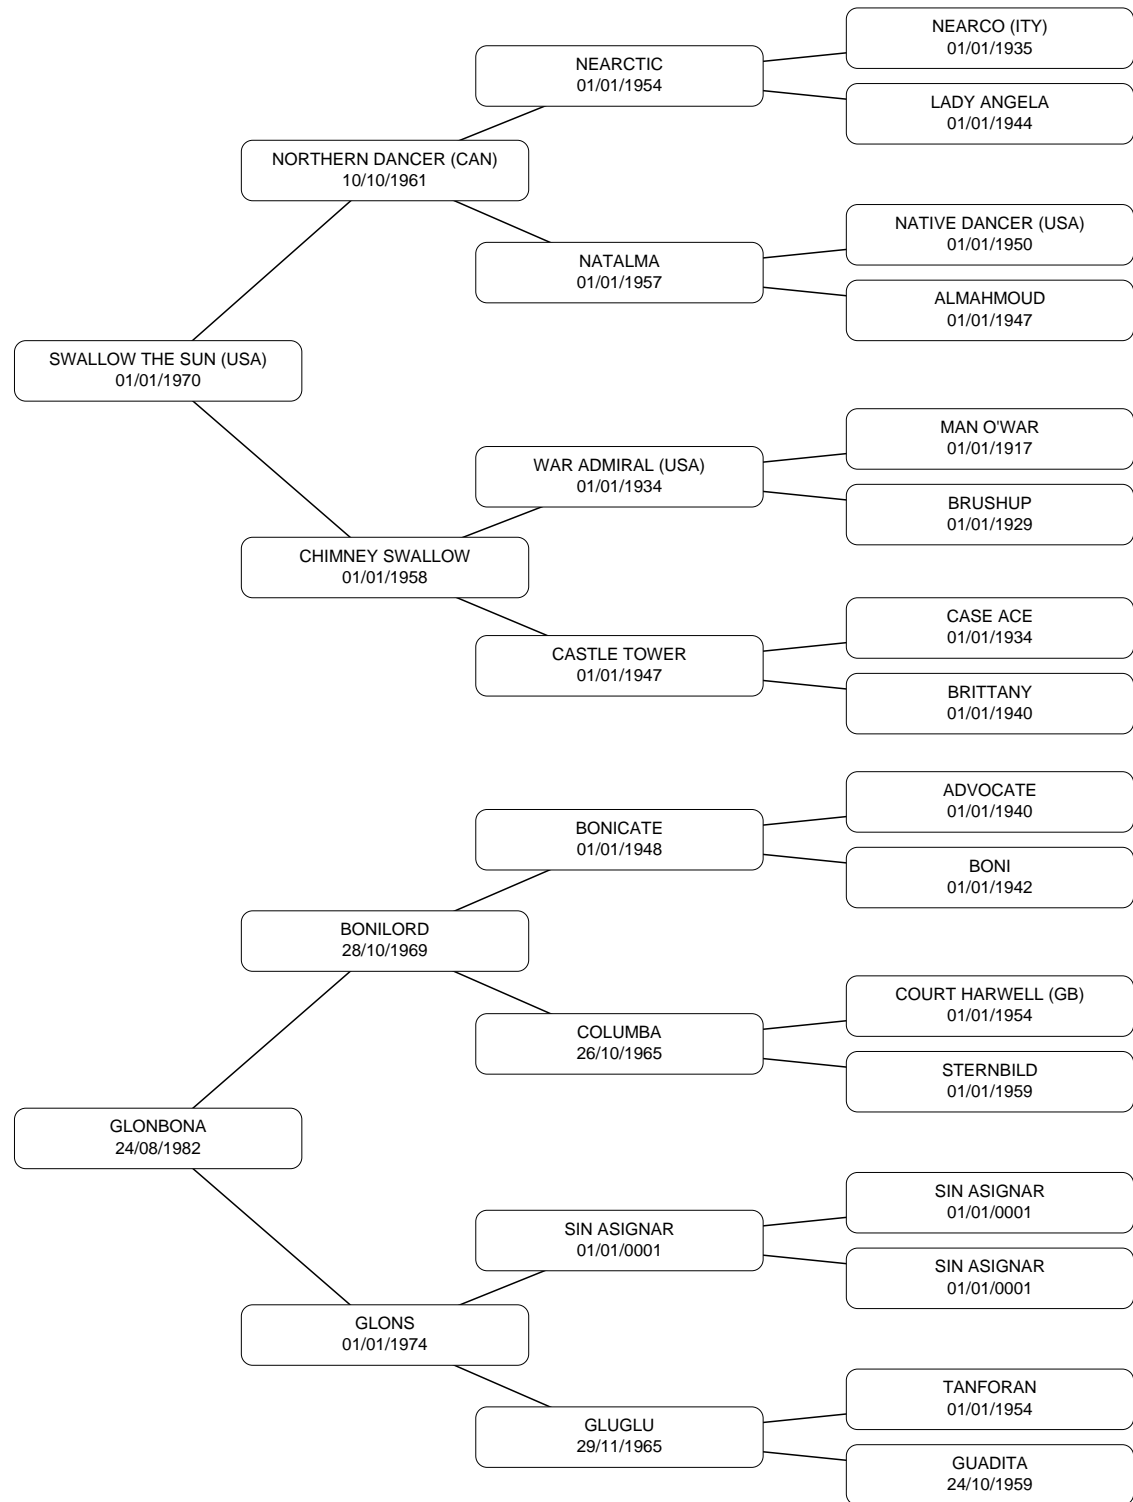 NEARCO (ITY)
01/01/1935
NEARCTIC
01/01/1954
LADY ANGELA
01/01/1944
NORTHERN DANCER (CAN)
10/10/1961
NATIVE DANCER (USA)
01/01/1950
NATALMA
01/01/1957
ALMAHMOUD
01/01/1947
SWALLOW THE SUN (USA)
01/01/1970
MAN O'WAR
01/01/1917
WAR ADMIRAL (USA)
01/01/1934
BRUSHUP
01/01/1929
CHIMNEY SWALLOW
01/01/1958
CASE ACE
01/01/1934
CASTLE TOWER
01/01/1947
BRITTANY
01/01/1940
ADVOCATE
01/01/1940
BONICATE
01/01/1948
BONI
01/01/1942
BONILORD
28/10/1969
COURT HARWELL (GB)
01/01/1954
COLUMBA
26/10/1965
STERNBILD
01/01/1959
GLONBONA
24/08/1982
SIN ASIGNAR
01/01/0001
SIN ASIGNAR
01/01/0001
SIN ASIGNAR
01/01/0001
GLONS
01/01/1974
TANFORAN
01/01/1954
GLUGLU
29/11/1965
GUADITA
24/10/1959